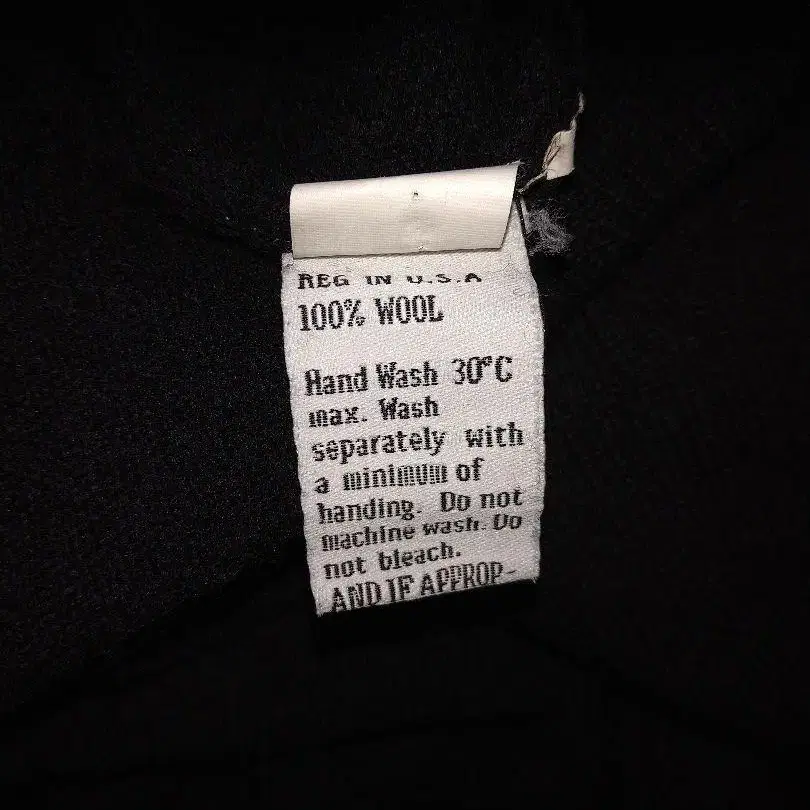 REG IN U.S.A
100% WOOL
Hand Wash 30°C
max. Wash
separately with
a minimum of
handing. Do not
machine wash. Do
not bleach.
AND IF APPROP-